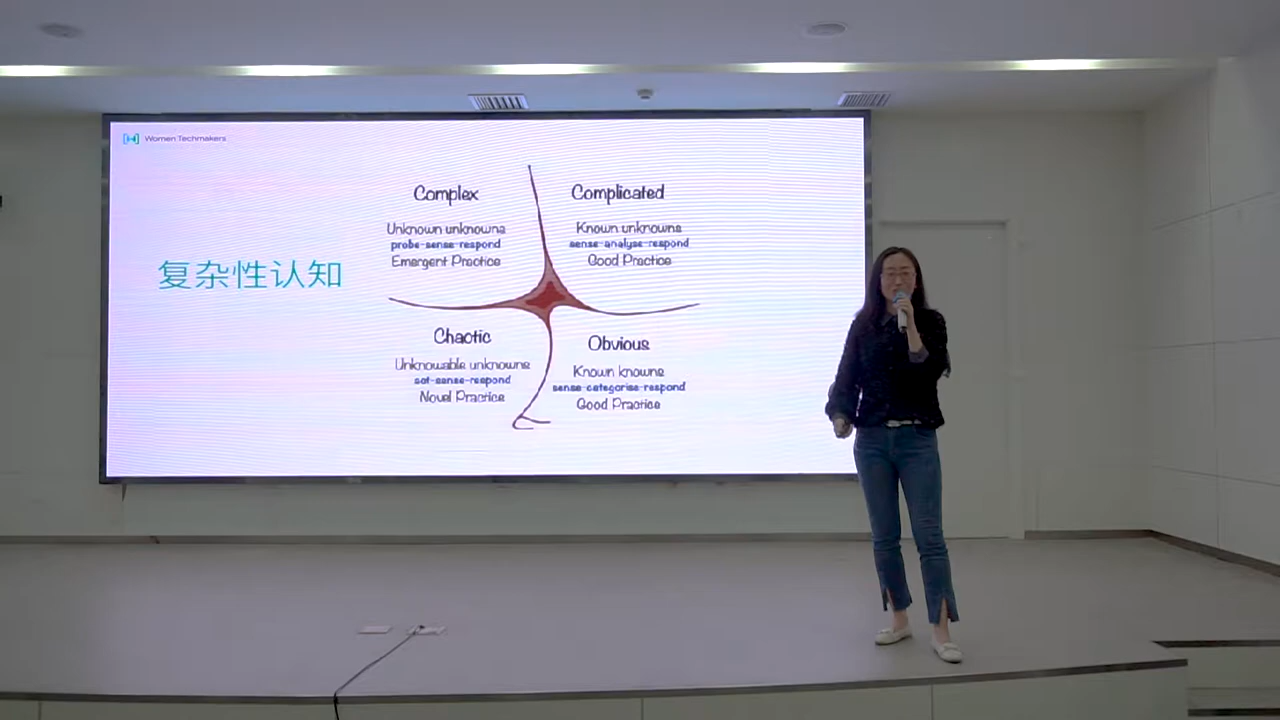 Women Techmakers
复杂性认知
Complex
Unknown unknowns
probe-sense-respond
Emergent Practice
Complicated
Known unknowns
sense-analyse-respond
Good Practice
Chaotic
Unknowable unknowns
act-sense-respond
Novel Practice
Obvious
Known knowns
sense-categorise-respond
Good Practice